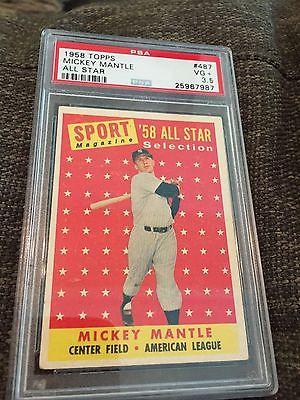 PSA
1958 TOPPS #487
MICKEY MANTLE VG +
ALL STAR 3.5
PSA 25967987
SPORT '58 ALL STAR
Magazine Selection
MICKEY MANTLE
CENTER FIELD • AMERICAN LEAGUE